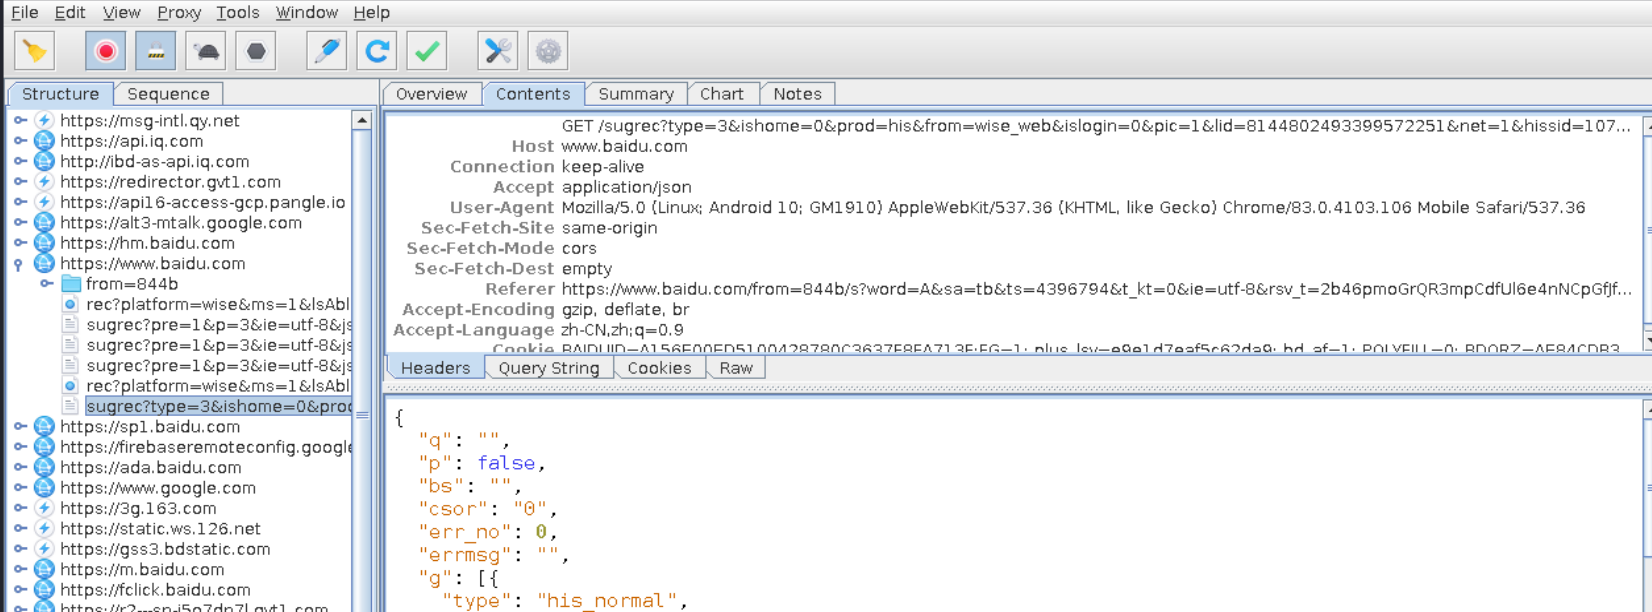 File Edit View Proxy Tools Window Help
Structure Sequence
https://msg-intl.qy.net
https://api.iq.com
http://ibd-as-api.iq.com
https://redirector.gvt1.com
https://api16-access-gcp.pangle.io
https://alt3-mtalk.google.com
https://hm.baidu.com
https://www.baidu.com
from=844b
rec?platform=wise&ms=1&lsAbl
sugrec?pre=1&p=3&ie=utf-8&js
sugrec?pre=1&p=3&ie=utf-8&js
sugrec?pre=1&p=3&ie=utf-8&js
rec?platform=wise&ms=1&lsAbl
sugrec?type=3&ishome=0&prod
https://sp1.baidu.com
https://firebaseremoteconfig.google
https://ada.baidu.com
https://www.google.com
https://3g.163.com
https://static.ws.126.net
https://gss3.bdstatic.com
https://m.baidu.com
https://fclick.baidu.com
Overview Contents Summary Chart Notes
GET /sugrec?type=3&ishome=0&prod=his&from=wise_web&islogin=0&pic=1&lid=8144802493399572251&net=1&hissid=107...
Host www.baidu.com
Connection keep-alive
Accept application/json
User-Agent Mozilla/5.0 (Linux; Android 10; GM1910) AppleWebKit/537.36 (KHTML, like Gecko) Chrome/83.0.4103.106 Mobile Safari/537.36
Sec-Fetch-Site same-origin
Sec-Fetch-Mode cors
Sec-Fetch-Dest empty
Referer https://www.baidu.com/from=844b/s?word=A&sa=tb&ts=4396794&t_kt=0&ie=utf-8&rsv_t=2b46pmoGrQR3mpCdfUl6e4nNCpGfJf...
Accept-Encoding gzip, deflate, br
Accept-Language zh-CN,zh;q=0.9
Cookie
Headers Query String Cookies Raw
{
"q": "",
"p": false,
"bs": "",
"csor": "0",
"err_no": 0,
"errmsg": "",
"g": [{
"type": "his_normal",